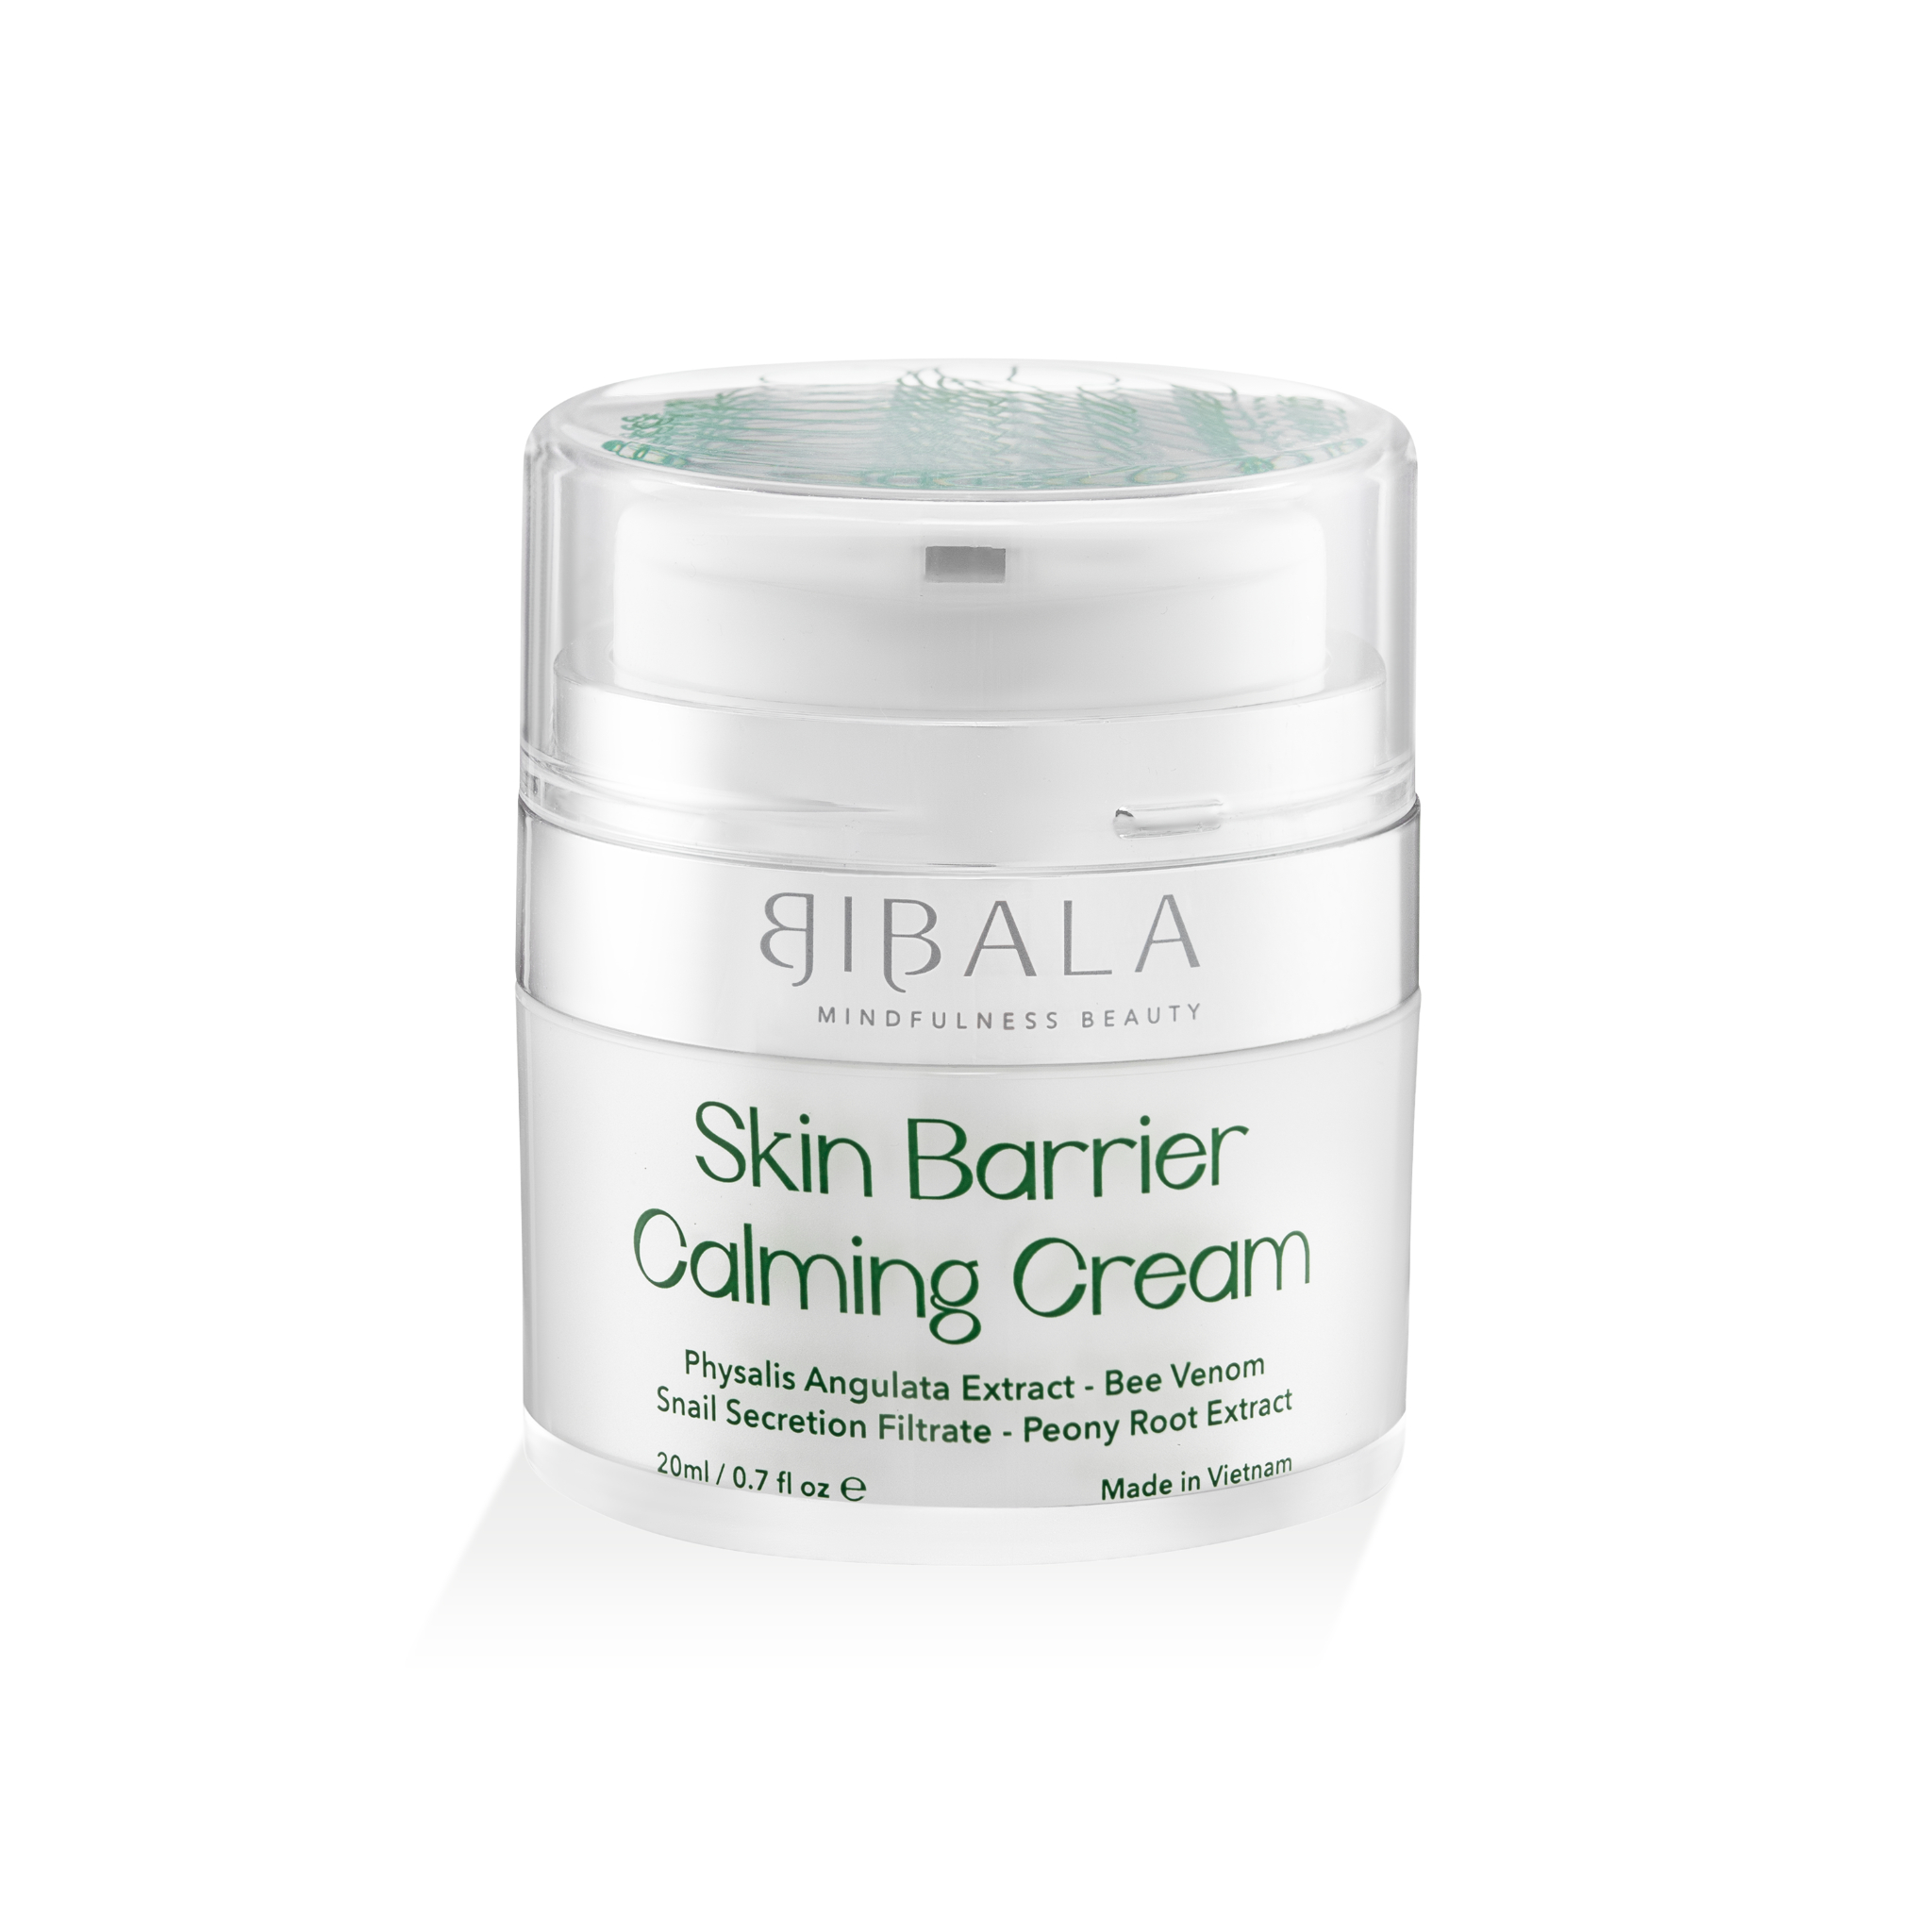 BIBALA
MINDFULNESS BEAUTY
Skin Barrier
Calming Cream
Physalis Angulata Extract - Bee Venom
Snail Secretion Filtrate - Peony Root Extract
20ml / 0.7 fl oz ℮
Made in Vietnam